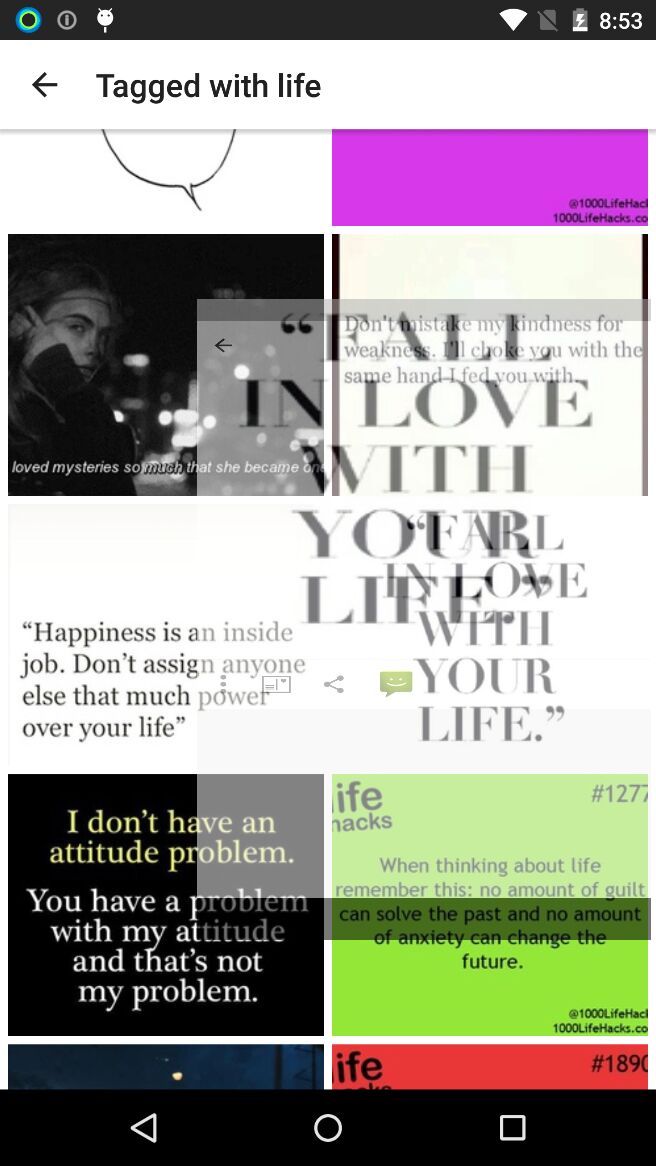 8:53
Tagged with life
@1000LifeHacl
1000LifeHacks.co
Don't mistake my kindness for
weakness. I'll choke you with the
same hand I fed you with.
loved mysteries so much that she became one
“FALL
IN LOVE
WITH
YOUR
LIFE.”
“FALL
IN LOVE
WITH
YOUR
LIFE.”
“Happiness is an inside
job. Don’t assign anyone
else that much power
over your life”
I don’t have an
attitude problem.
You have a problem
with my attitude
and that’s not
my problem.
life
hacks
#1277
When thinking about life
remember this: no amount of guilt
can solve the past and no amount
of anxiety can change the
future.
@1000LifeHacl
1000LifeHacks.co
life
#1890